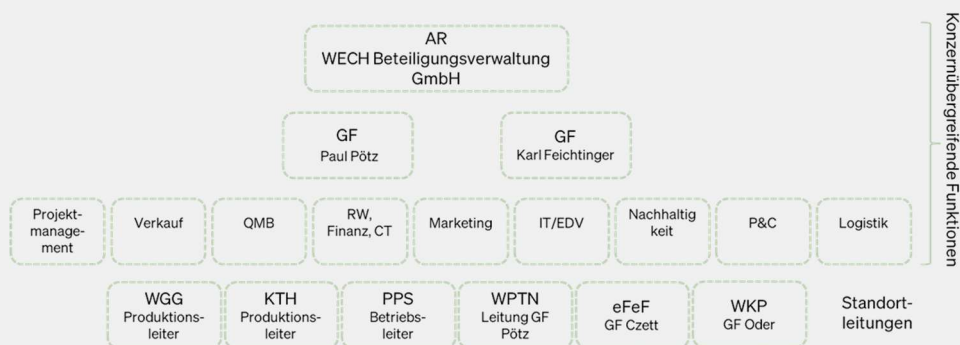 AR
WECH Beteiligungsverwaltung
GmbH
GF
Paul Pötz
GF
Karl Feichtinger
Projekt-
manage-
ment
Verkauf
QMB
RW,
Finanz, CT
Marketing
IT/EDV
Nachhaltig
keit
P&C
Logistik
Konzernübergreifende Funktionen
WGG
Produktions-
leiter
KTH
Produktions-
leiter
PPS
Betriebs-
leiter
WPTN
Leitung GF
Pötz
eFeF
GF Czett
WKP
GF Oder
Standort-
leitungen